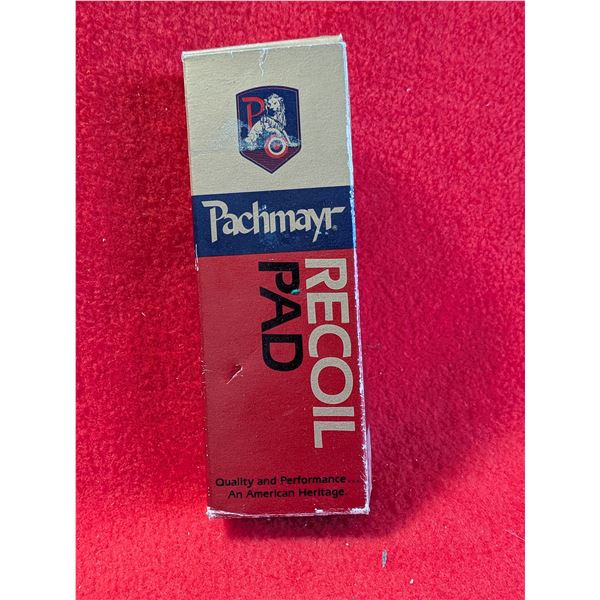 P
Pachmayr®
RECOIL
PAD
Quality and Performance...
An American Heritage.